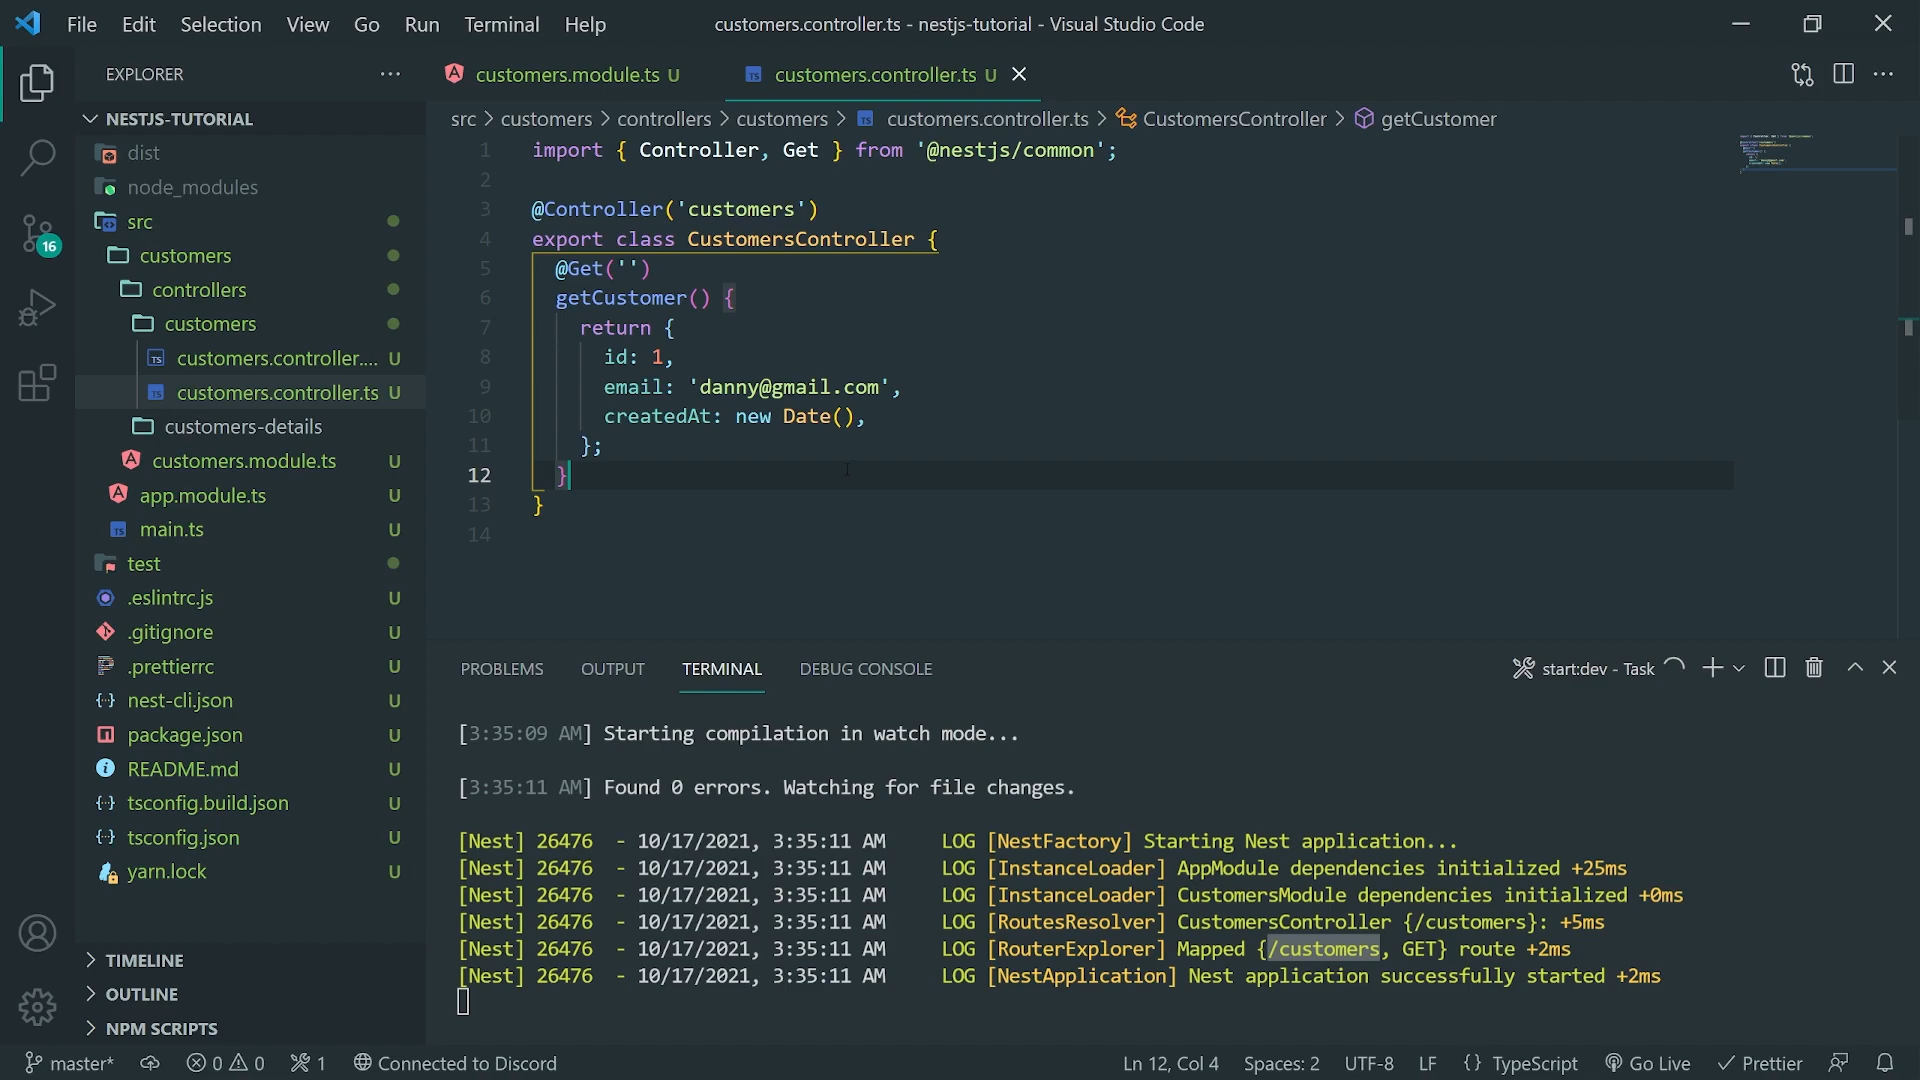 File Edit Selection View Go Run Terminal Help
customers.controller.ts - nestjs-tutorial - Visual Studio Code
EXPLORER
customers.module.ts U
customers.controller.ts U
NESTJS-TUTORIAL
src > customers > controllers > customers > customers.controller.ts > CustomersController > getCustomer
dist
node_modules
src
customers
controllers
customers
customers.controller.... U
customers.controller.ts U
customers-details
customers.module.ts U
app.module.ts U
main.ts U
test
.eslintrc.js U
.gitignore U
.prettierrc U
nest-cli.json U
package.json U
README.md U
tsconfig.build.json U
tsconfig.json U
yarn.lock U
16
TIMELINE
OUTLINE
NPM SCRIPTS
1 import { Controller, Get } from '@nestjs/common';
2
3 @Controller('customers')
4 export class CustomersController {
5 @Get('')
6 getCustomer() {
7 return {
8 id: 1,
9 email: 'danny@gmail.com',
10 createdAt: new Date(),
11 };
12 }
13 }
14
PROBLEMS OUTPUT TERMINAL DEBUG CONSOLE
start:dev - Task
[3:35:09 AM] Starting compilation in watch mode...
[3:35:11 AM] Found 0 errors. Watching for file changes.
[Nest] 26476 - 10/17/2021, 3:35:11 AM LOG [NestFactory] Starting Nest application...
[Nest] 26476 - 10/17/2021, 3:35:11 AM LOG [InstanceLoader] AppModule dependencies initialized +25ms
[Nest] 26476 - 10/17/2021, 3:35:11 AM LOG [InstanceLoader] CustomersModule dependencies initialized +0ms
[Nest] 26476 - 10/17/2021, 3:35:11 AM LOG [RoutesResolver] CustomersController {/customers}: +5ms
[Nest] 26476 - 10/17/2021, 3:35:11 AM LOG [RouterExplorer] Mapped {/customers, GET} route +2ms
[Nest] 26476 - 10/17/2021, 3:35:11 AM LOG [NestApplication] Nest application successfully started +2ms
master* 0 0 1 Connected to Discord
Ln 12, Col 4 Spaces: 2 UTF-8 LF {} TypeScript Go Live Prettier